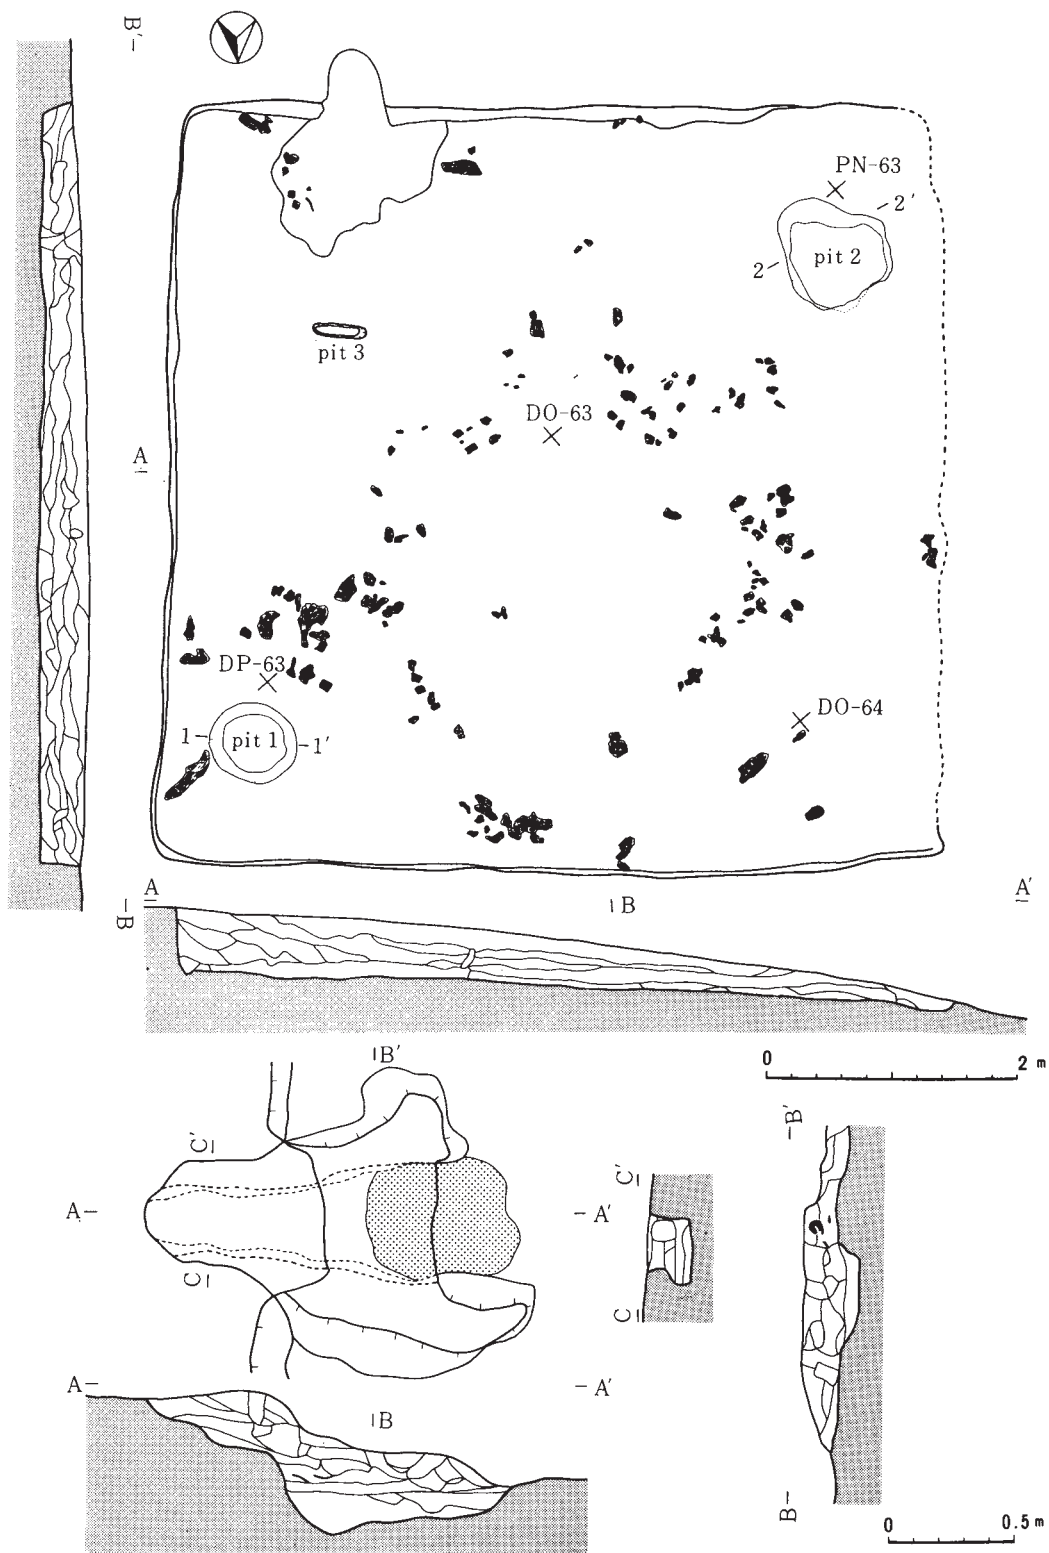 B′
PN-63
2′
pit 2
2
pit 3
DO-63
A
DP-63
DO-64
1
pit 1
1′
A
B
B
A′
0
2 m
B′
B′
C′
C′
A
A′
C
C
A
A′
B
B
0
0.5 m